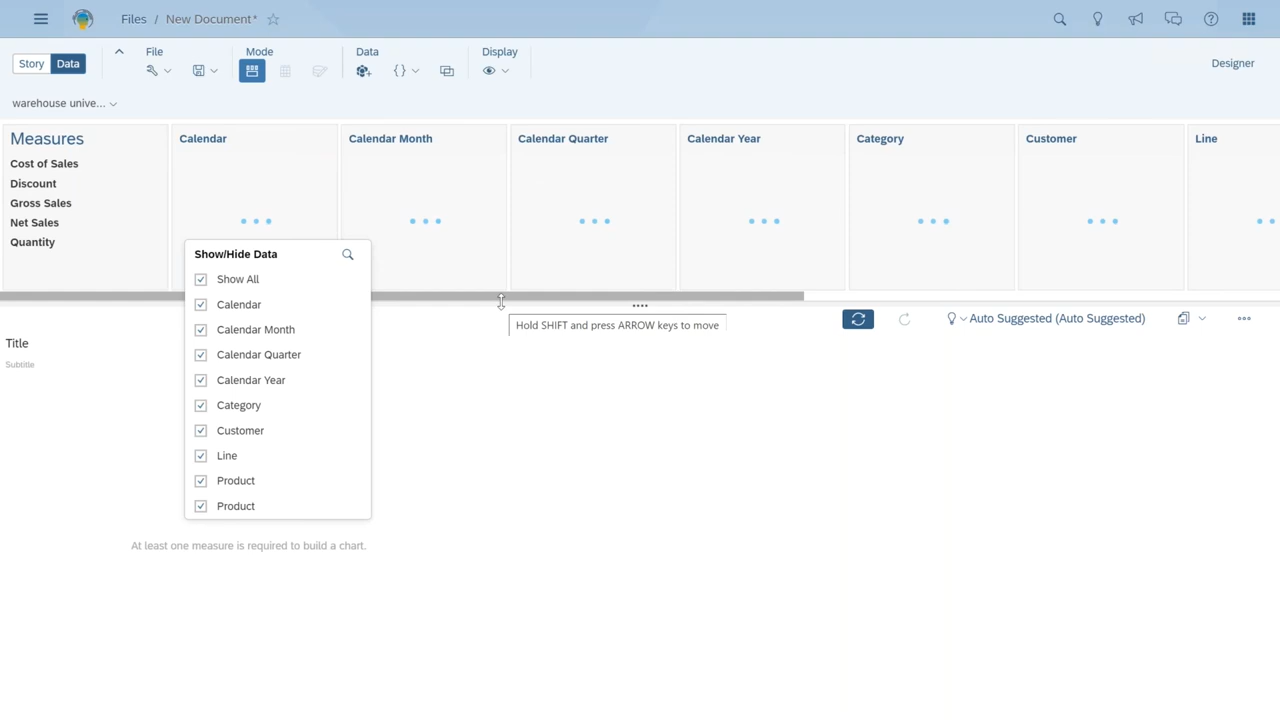 Files / New Document*
Story Data
File
Mode
Data
Display
Designer
warehouse unive...
Measures
Cost of Sales
Discount
Gross Sales
Net Sales
Quantity
Calendar
Calendar Month
Calendar Quarter
Calendar Year
Category
Customer
Line
Show/Hide Data
Show All
Calendar
Calendar Month
Calendar Quarter
Calendar Year
Category
Customer
Line
Product
Product
Hold SHIFT and press ARROW keys to move
Auto Suggested (Auto Suggested)
Title
Subtitle
At least one measure is required to build a chart.